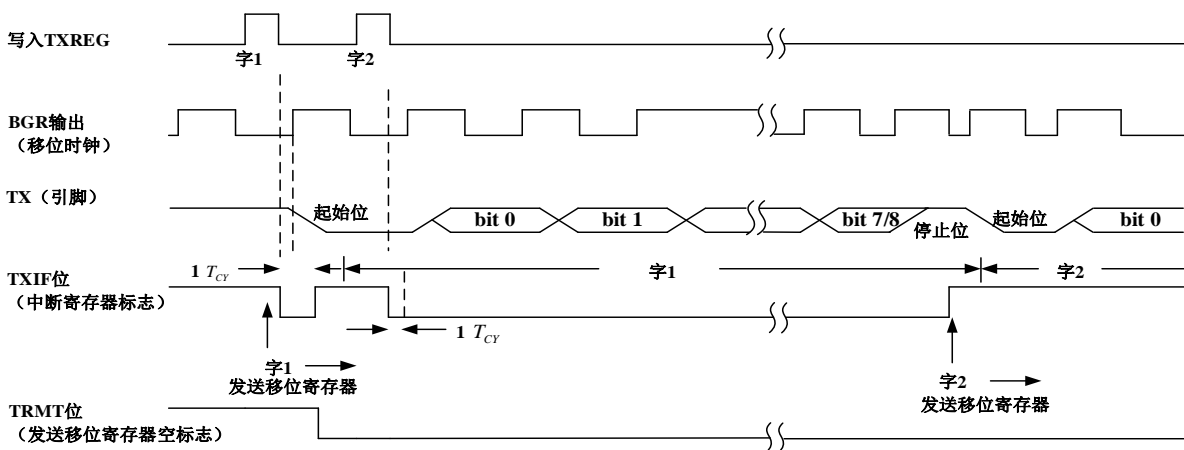 写入TXREG
字1
字2
BGR输出
（移位时钟）
TX（引脚）
起始位
bit 0
bit 1
bit 7/8
停止位
起始位
bit 0
TXIF位
（中断寄存器标志）
1 TCY
字1
字2
1 TCY
字1
发送移位寄存器
字2
发送移位寄存器
TRMT位
（发送移位寄存器空标志）